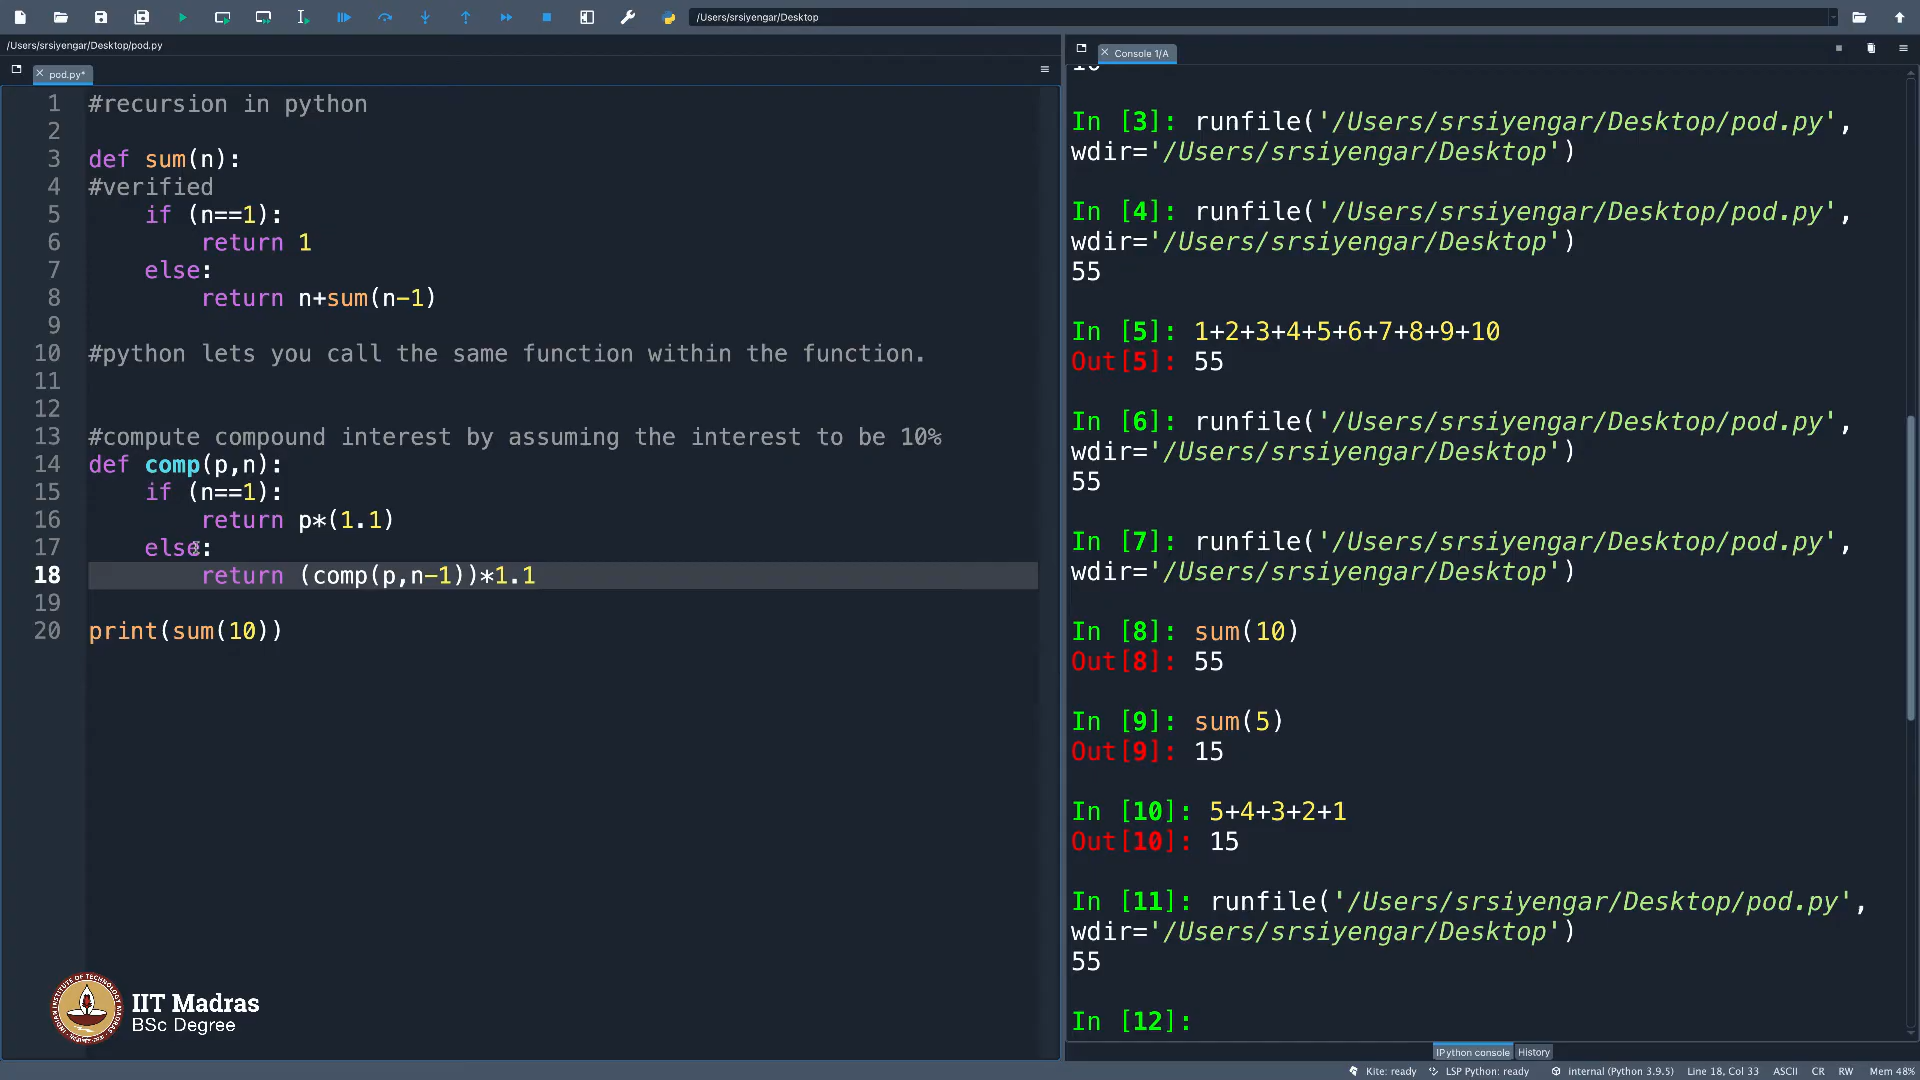 /Users/srsiyengar/Desktop
/Users/srsiyengar/Desktop/pod.py
pod.py*
1 #recursion in python
2
3 def sum(n):
4 #verified
5 if (n==1):
6 return 1
7 else:
8 return n+sum(n-1)
9
10 #python lets you call the same function within the function.
11
12
13 #compute compound interest by assuming the interest to be 10%
14 def comp(p,n):
15 if (n==1):
16 return p*(1.1)
17 else:
18 return (comp(p,n-1))*1.1
19
20 print(sum(10))
IIT Madras
BSc Degree
Console 1/A
In [3]: runfile('/Users/srsiyengar/Desktop/pod.py',
wdir='/Users/srsiyengar/Desktop')
In [4]: runfile('/Users/srsiyengar/Desktop/pod.py',
wdir='/Users/srsiyengar/Desktop')
55
In [5]: 1+2+3+4+5+6+7+8+9+10
Out[5]: 55
In [6]: runfile('/Users/srsiyengar/Desktop/pod.py',
wdir='/Users/srsiyengar/Desktop')
55
In [7]: runfile('/Users/srsiyengar/Desktop/pod.py',
wdir='/Users/srsiyengar/Desktop')
In [8]: sum(10)
Out[8]: 55
In [9]: sum(5)
Out[9]: 15
In [10]: 5+4+3+2+1
Out[10]: 15
In [11]: runfile('/Users/srsiyengar/Desktop/pod.py',
wdir='/Users/srsiyengar/Desktop')
55
In [12]:
IPython console History
Kite: ready LSP Python: ready internal (Python 3.9.5) Line 18, Col 33 ASCII CR RW Mem 48%